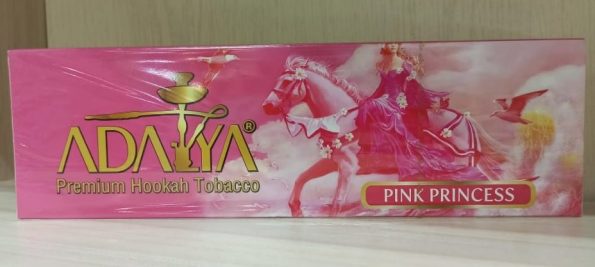 ADALYA®
Premium Hookah Tobacco
PINK PRINCESS